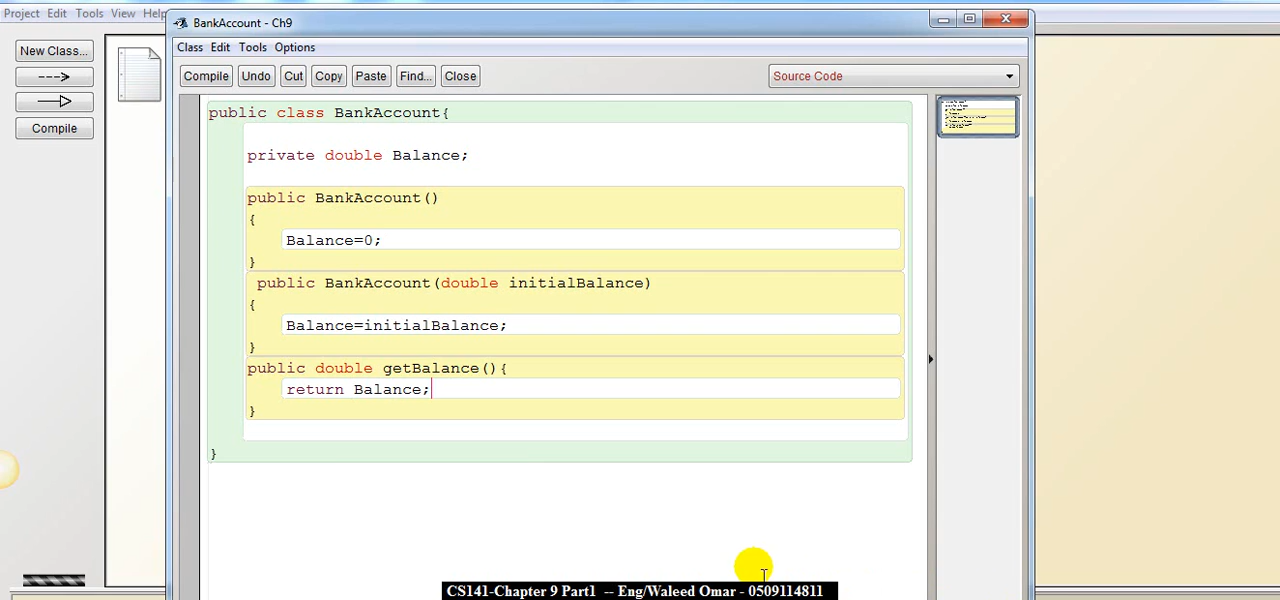 Project Edit Tools View Help
BankAccount - Ch9
New Class...
Class Edit Tools Options
Compile Undo Cut Copy Paste Find... Close
Source Code
Compile
public class BankAccount{
private double Balance;
public BankAccount()
{
Balance=0;
}
public BankAccount(double initialBalance)
{
Balance=initialBalance;
}
public double getBalance(){
return Balance;
}
}
CS141-Chapter 9 Part1 -- Eng/Waleed Omar - 0509114811